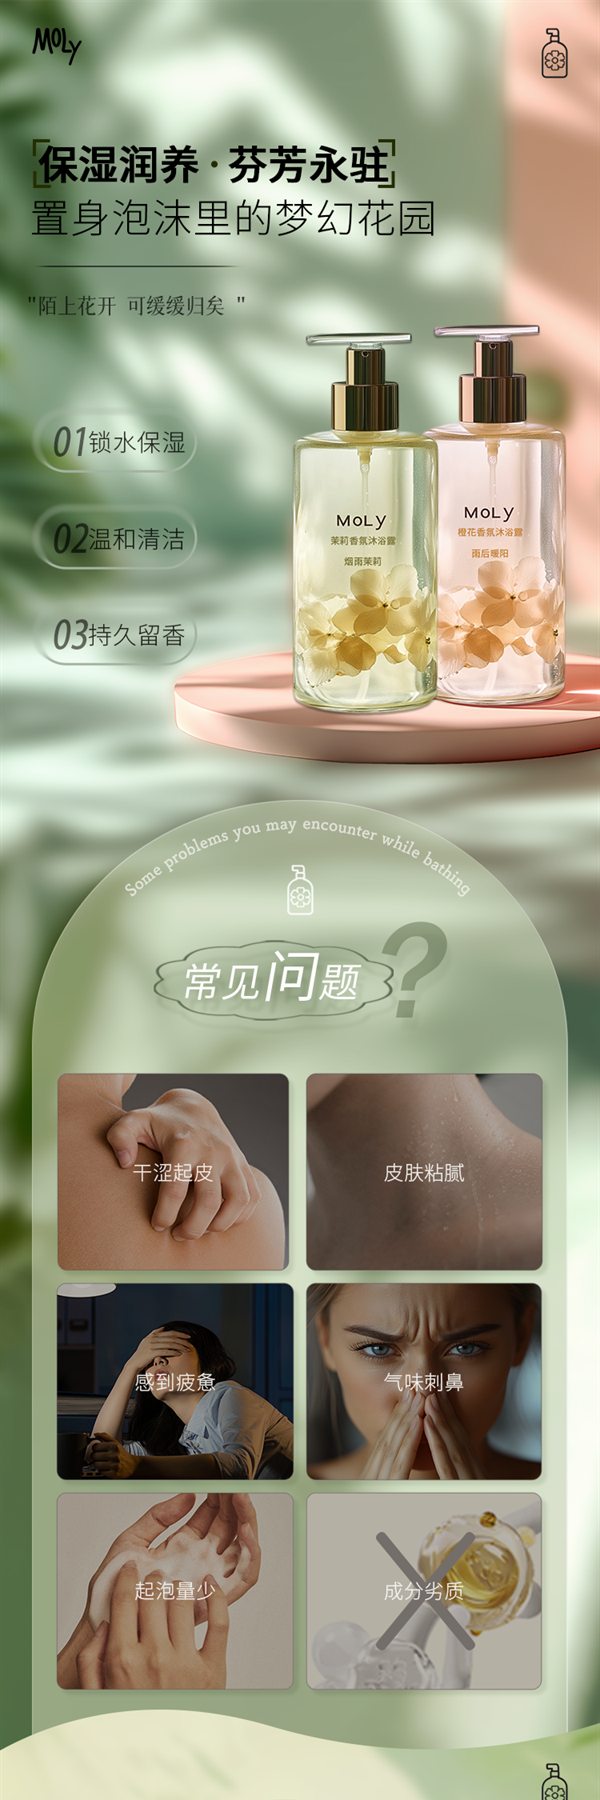 MOLY
保湿润养·芬芳永驻
置身泡沫里的梦幻花园
"陌上花开 可缓缓归矣 "
01锁水保湿
02温和清洁
03持久留香
MOLY
茉莉香氛沐浴露
烟雨茉莉
MOLY
橙花香氛沐浴露
雨后暖阳
Some problems you may encounter while bathing
常见问题?
干涩起皮
皮肤粘腻
感到疲惫
气味刺鼻
起泡量少
成分劣质